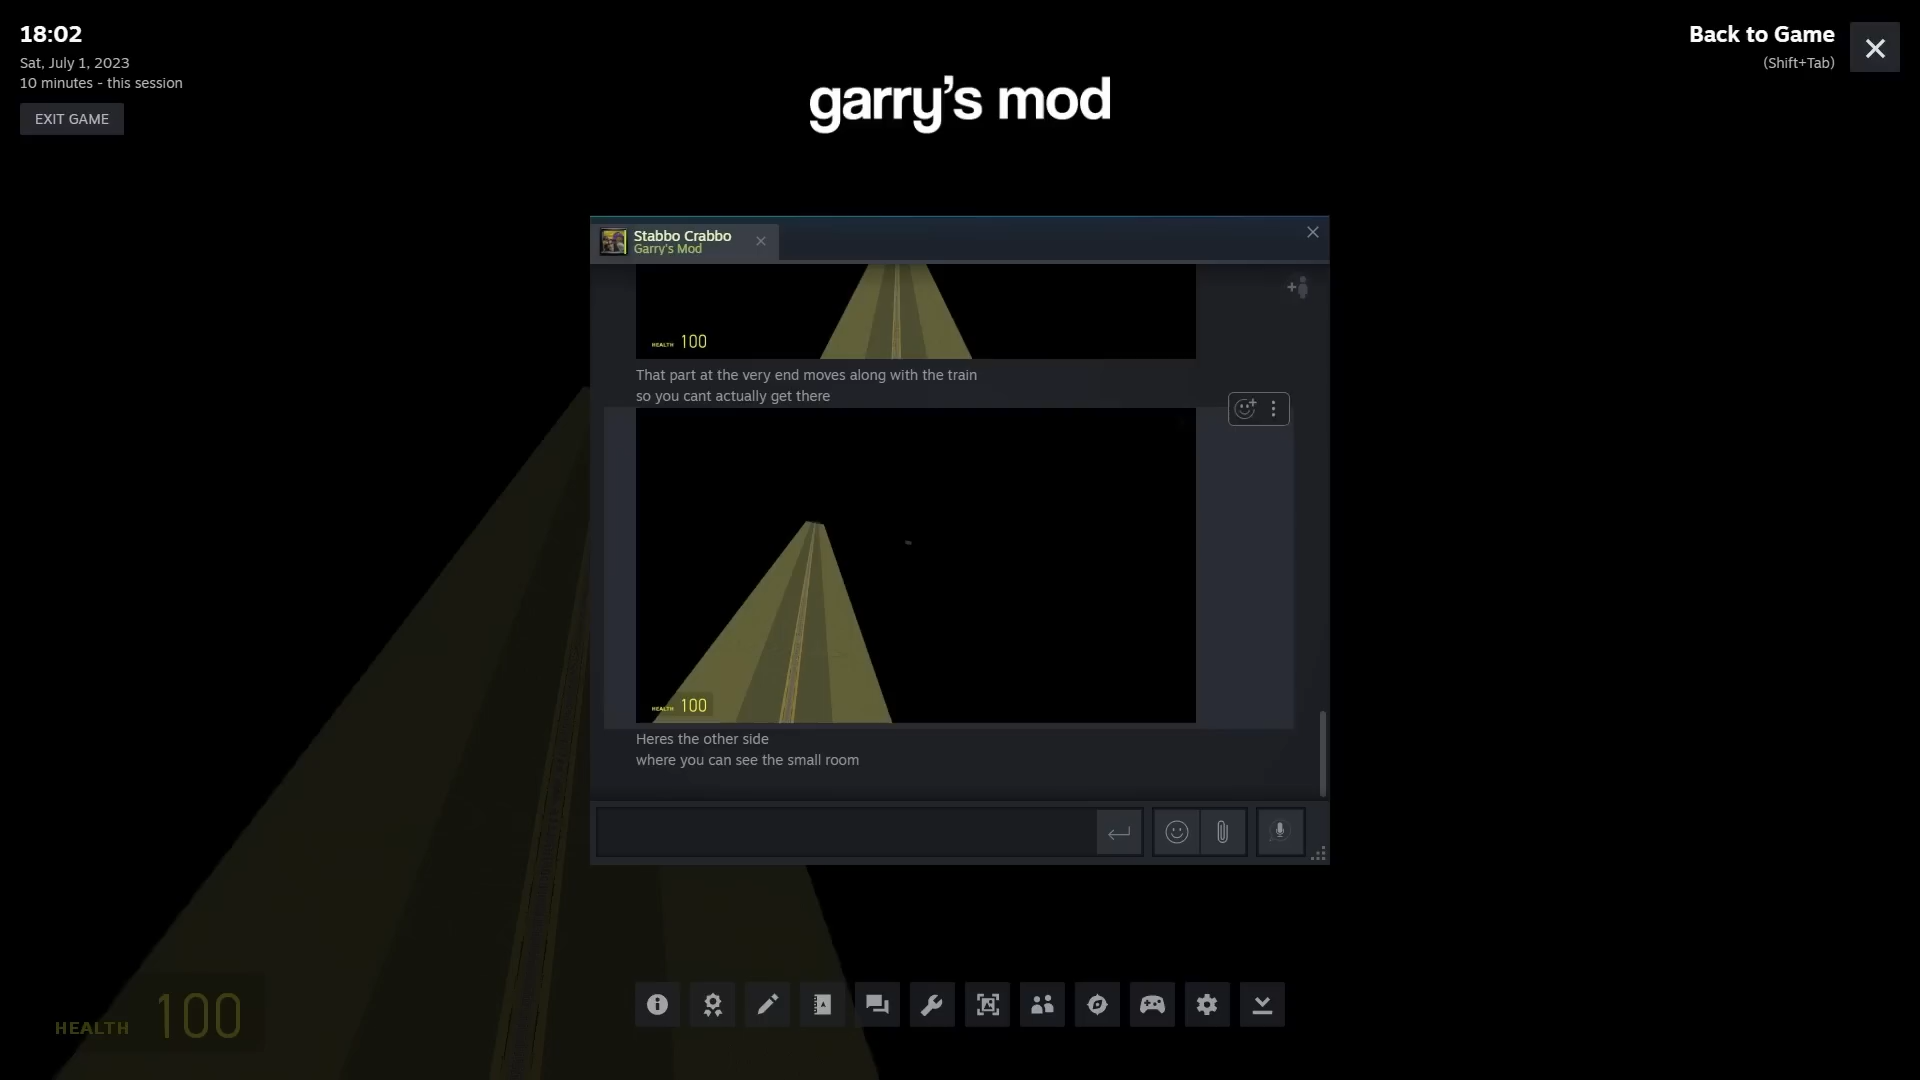 18:02
Sat, July 1, 2023
10 minutes - this session
EXIT GAME
Back to Game
(Shift+Tab)
garry's mod
Stabbo Crabbo
Garry's Mod
HEALTH 100
That part at the very end moves along with the train
so you cant actually get there
HEALTH 100
Heres the other side
where you can see the small room
HEALTH 100